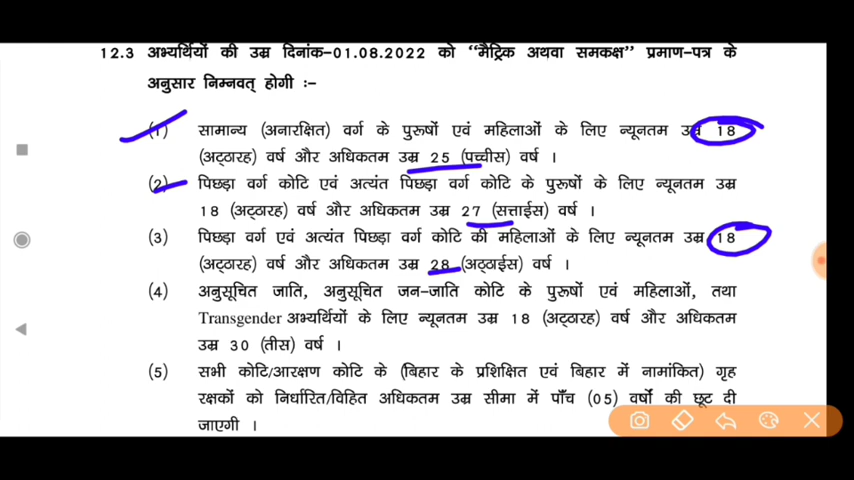 12.3 अभ्यर्थियों की उम्र दिनांक-01.08.2022 को "मैट्रिक अथवा समकक्ष" प्रमाण-पत्र के
अनुसार निम्नवत् होगी :-
(1) सामान्य (अनारक्षित) वर्ग के पुरूषों एवं महिलाओं के लिए न्यूनतम उम्र 18
(अट्ठारह) वर्ष और अधिकतम उम्र 25 (पच्चीस) वर्ष ।
(2) पिछड़ा वर्ग कोटि एवं अत्यंत पिछड़ा वर्ग कोटि के पुरूषों के लिए न्यूनतम उम्र
18 (अट्ठारह) वर्ष और अधिकतम उम्र 27 (सत्ताईस) वर्ष ।
(3) पिछड़ा वर्ग एवं अत्यंत पिछड़ा वर्ग कोटि की महिलाओं के लिए न्यूनतम उम्र 18
(अट्ठारह) वर्ष और अधिकतम उम्र 28 (अठ्ठाईस) वर्ष ।
(4) अनुसूचित जाति, अनुसूचित जन-जाति कोटि के पुरूषों एवं महिलाओं, तथा
Transgender अभ्यर्थियों के लिए न्यूनतम उम्र 18 (अट्ठारह) वर्ष और अधिकतम
उम्र 30 (तीस) वर्ष ।
(5) सभी कोटि/आरक्षण कोटि के (बिहार के प्रशिक्षित एवं बिहार में नामांकित) गृह
रक्षकों को निर्धारित/विहित अधिकतम उम्र सीमा में पाँच (05) वर्षों की छूट दी
जाएगी ।